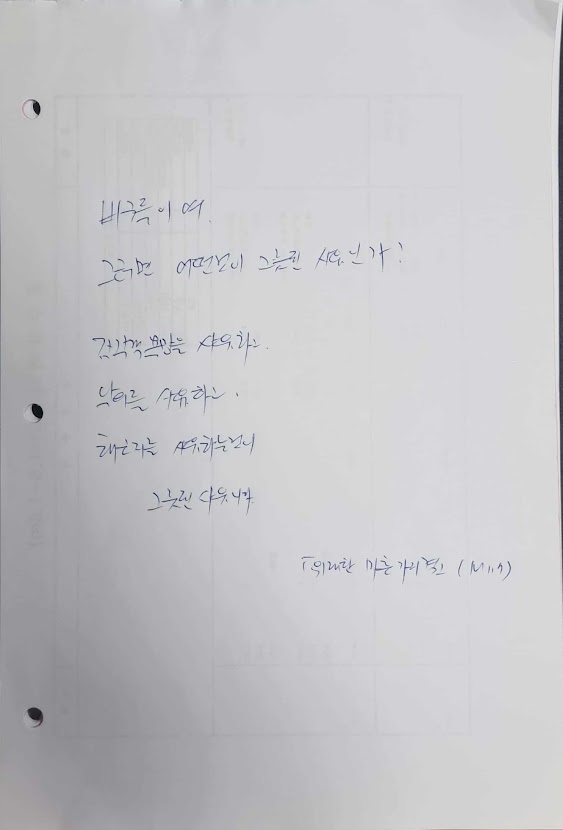 비구들이여.
그러면 어떤것이 그릇된 사유인가?
감각적 욕망을 사유하고.
악의를 사유하고.
해코지를 사유하는것이
그릇된 사유니라
「위대한 마흔 가지 경」 (M117)